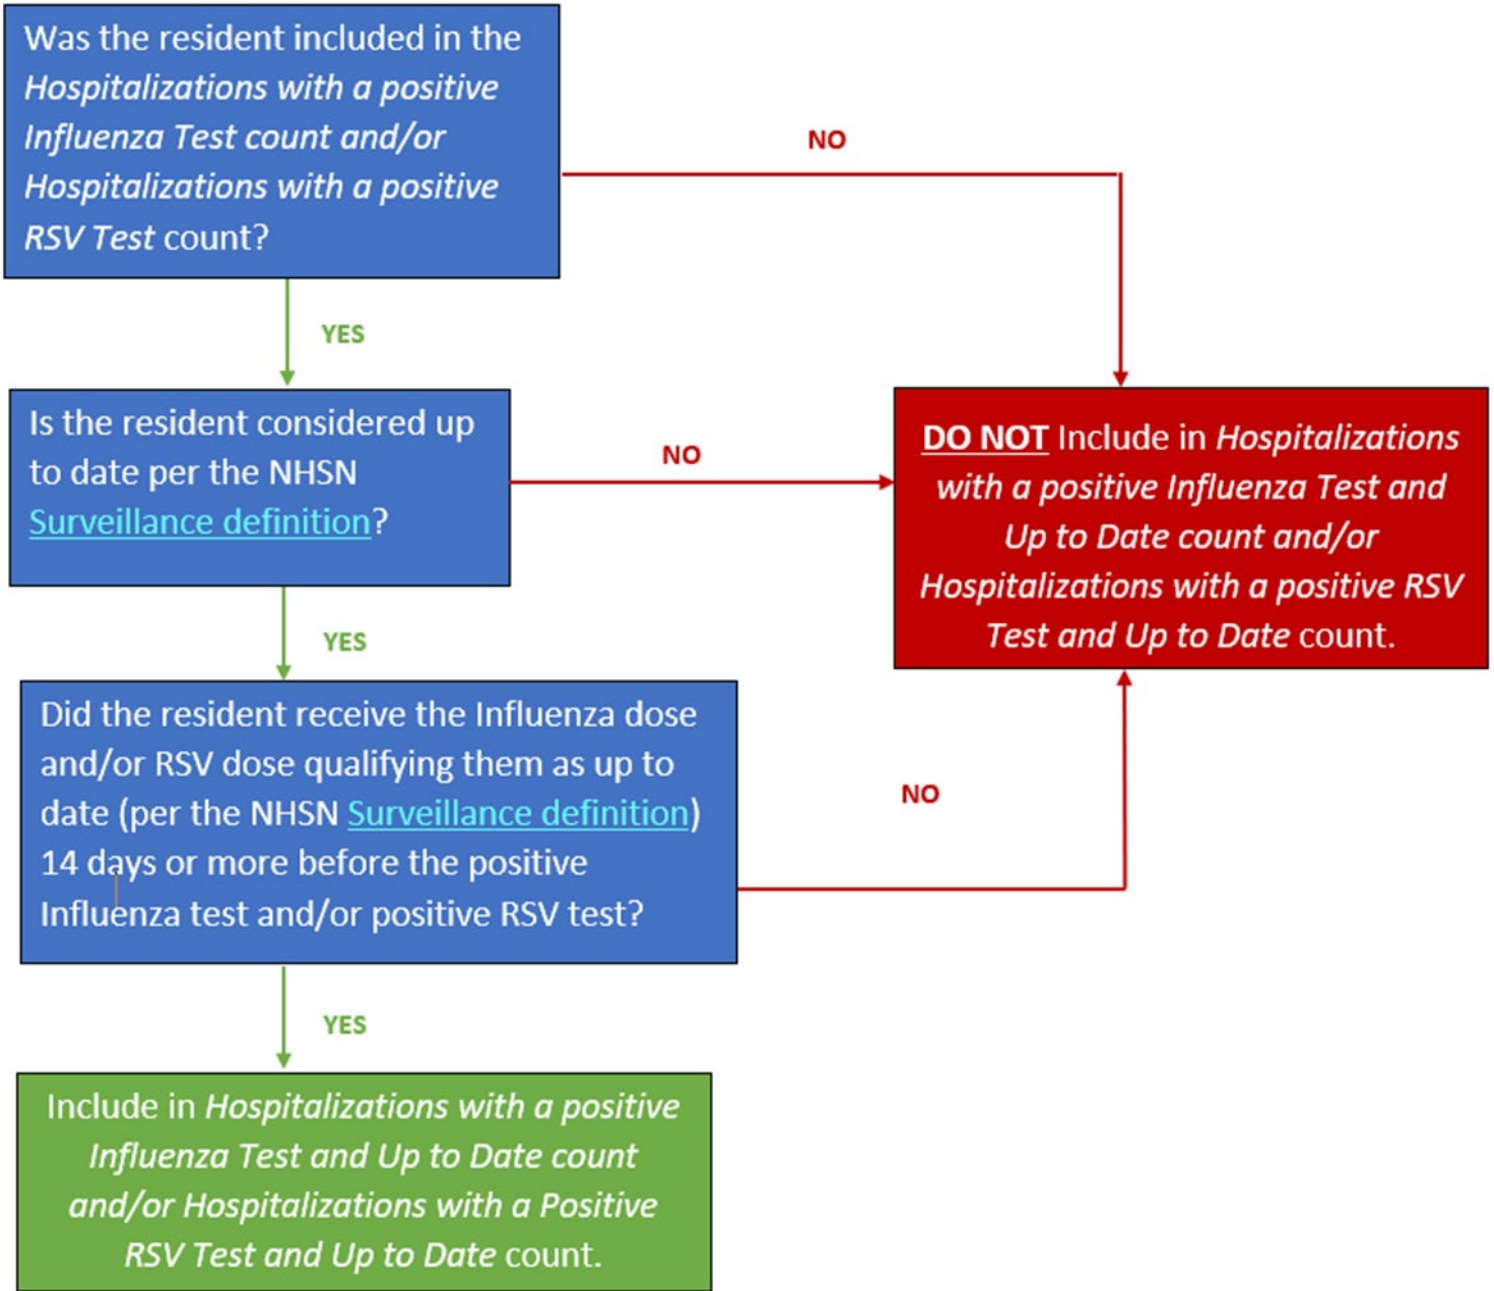 Was the resident included in the
Hospitalizations with a positive
Influenza Test count and/or
Hospitalizations with a positive
RSV Test count?
NO
YES
Is the resident considered up
to date per the NHSN
Surveillance definition?
NO
DO NOT Include in Hospitalizations
with a positive Influenza Test and
Up to Date count and/or
Hospitalizations with a positive RSV
Test and Up to Date count.
YES
Did the resident receive the Influenza dose
and/or RSV dose qualifying them as up to
date (per the NHSN Surveillance definition)
14 days or more before the positive
Influenza test and/or positive RSV test?
NO
YES
Include in Hospitalizations with a positive
Influenza Test and Up to Date count
and/or Hospitalizations with a Positive
RSV Test and Up to Date count.